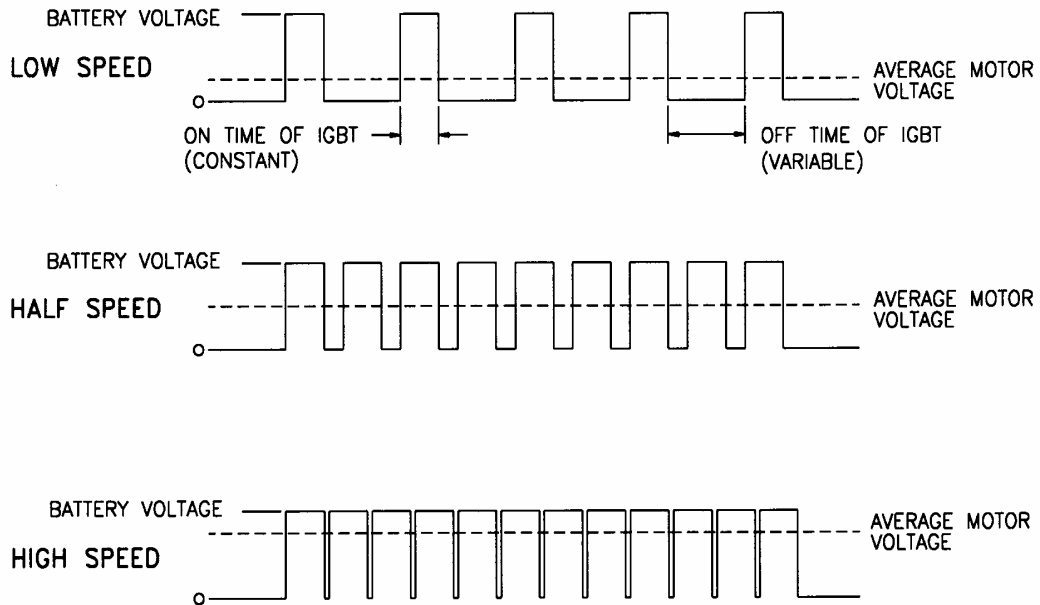 BATTERY VOLTAGE
LOW SPEED
AVERAGE MOTOR
VOLTAGE
0
ON TIME OF IGBT
(CONSTANT)
OFF TIME OF IGBT
(VARIABLE)
BATTERY VOLTAGE
HALF SPEED
AVERAGE MOTOR
VOLTAGE
0
BATTERY VOLTAGE
HIGH SPEED
AVERAGE MOTOR
VOLTAGE
0